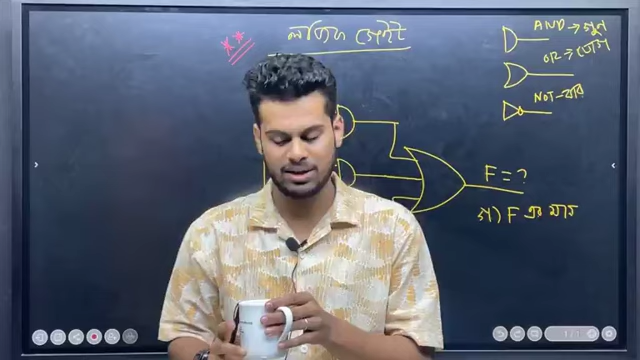 লজিক গেইট
AND → গুন
OR → যোগ
NOT -
F = ?
F এর মান